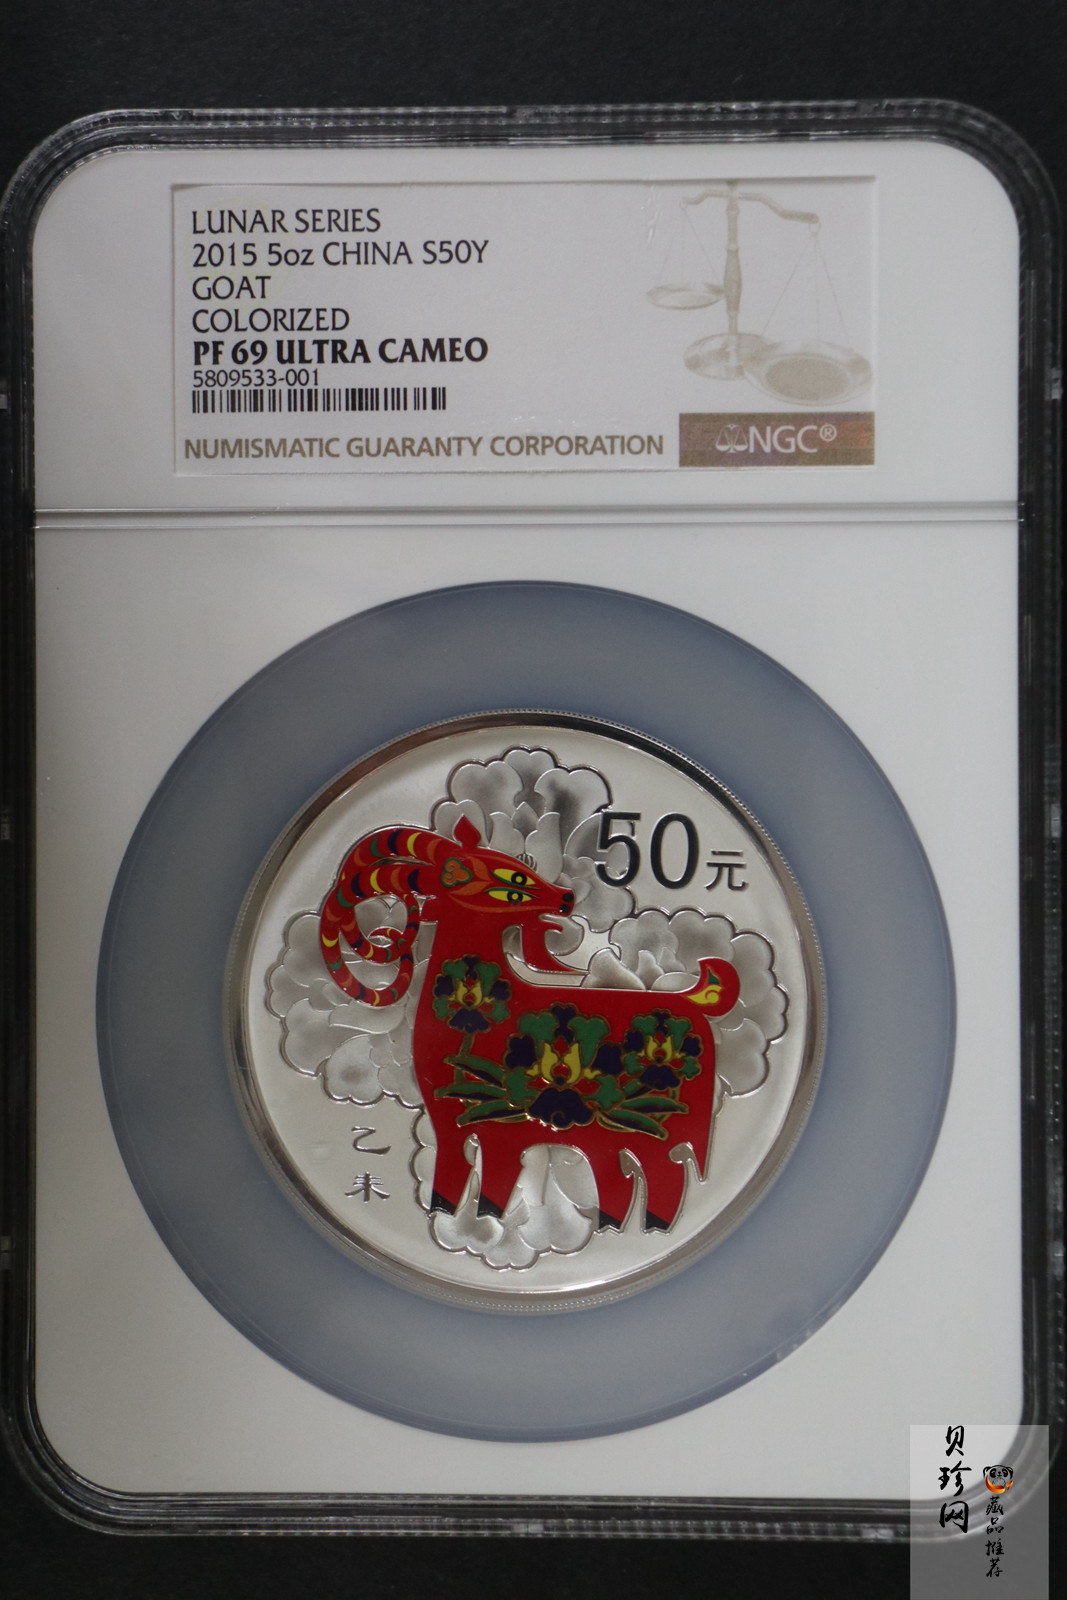 LUNAR SERIES
2015 5oz CHINA S50Y
GOAT
COLORIZED
PF 69 ULTRA CAMEO
5809533-001
NUMISMATIC GUARANTY CORPORATION
NGC®
50元
乙未
贝珍网
藏品推荐